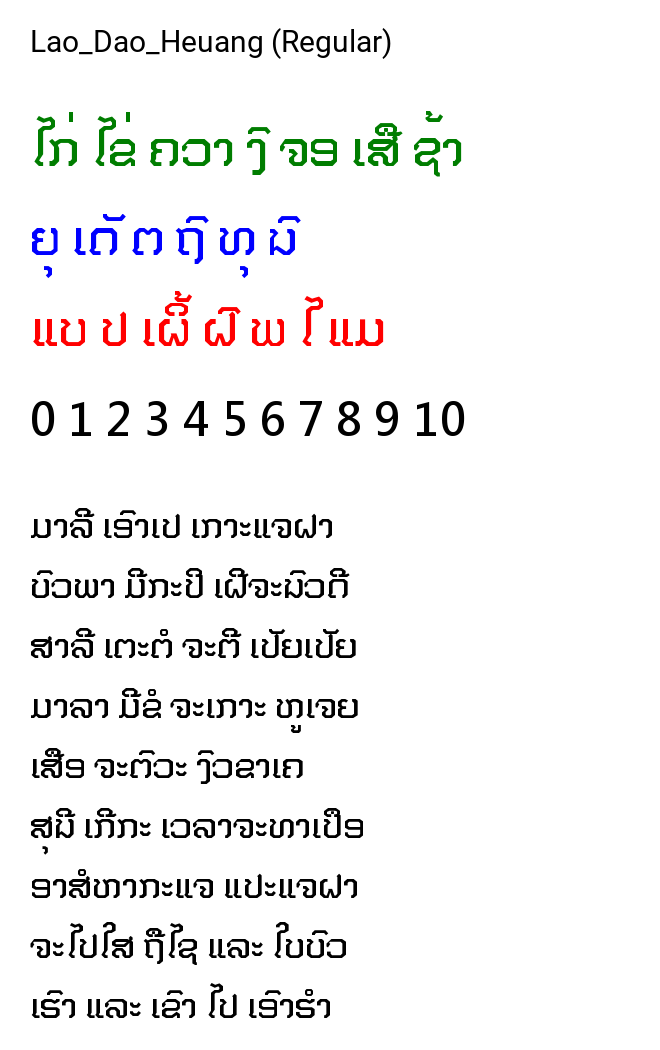 Lao_Dao_Heuang (Regular)
ໄກ່ ໄຂ່ ຄວາ ງົ ຈອ ເສື ຊ້າ
ຍຸ ເດັ ຕ ຖົ ຫຸ ນົ
ແບ ປ ເຜິ້ ຝົ ພ ໄ ແມ
0 1 2 3 4 5 6 7 8 9 10
ມາລີ ເອົາເປ ເກາະແຈຝາ
ບົວພາ ມີກະປີ ເຝີຈະມົວດີ
ສາລີ ເຕະຕໍ ຈະຕີ ເປັຍເປັຍ
ມາລາ ມີຂໍ ຈະເກາະ ຫູເຈຍ
ເສືອ ຈະຕົວະ ງົວຂາເຄ
ສຸມີ ເກີກະ ເວລາຈະທາເປືອ
ອາສໍຫາກະແຈ ແປະແຈຝາ
ຈະໄປໃສ ຖືໄຊ ແລະ ໃບບົວ
ເຮົາ ແລະ ເຂົາ ໄປ ເອົາຮໍາ